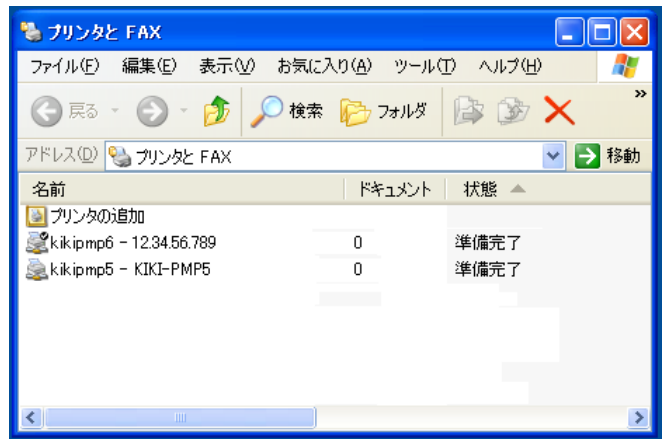 プリンタと FAX
ファイル(F) 編集(E) 表示(V) お気に入り(A) ツール(T) ヘルプ(H)
戻る 検索 フォルダ »
アドレス(D) プリンタと FAX 移動
名前 ドキュメント 状態
プリンタの追加
kikipmp6 - 12.34.56.789 0 準備完了
kikipmp5 - KIKI-PMP5 0 準備完了